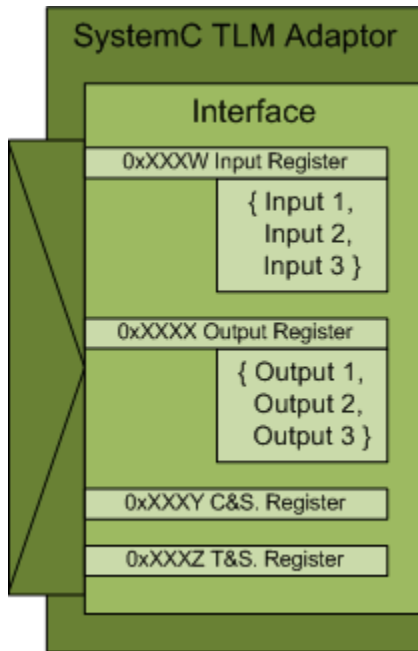 SystemC TLM Adaptor
Interface
0xXXXW Input Register
{ Input 1,
Input 2,
Input 3 }
0xXXXX Output Register
{ Output 1,
Output 2,
Output 3 }
0xXXXY C&S. Register
0xXXXZ T&S. Register